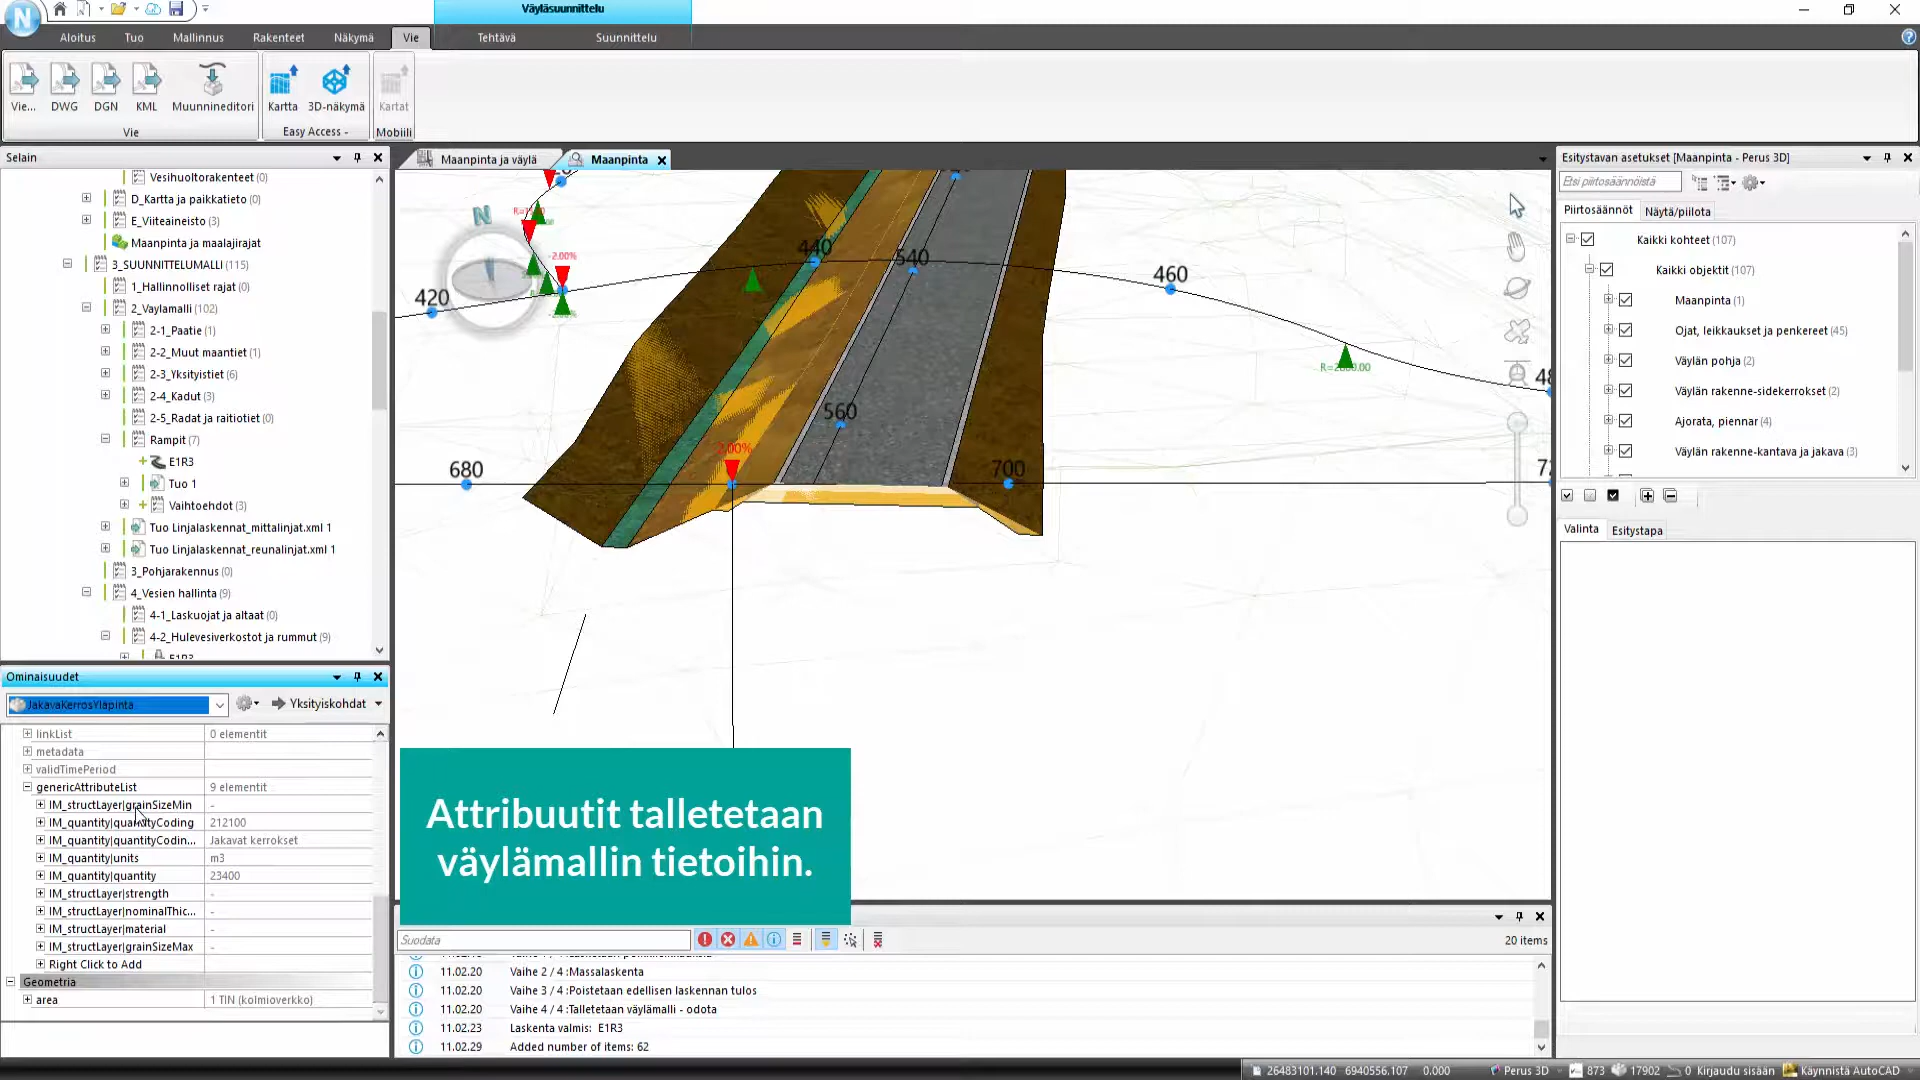 Väyläsuunnittelu
Aloitus
Tuo
Mallinnus
Rakenteet
Näkymä
Vie
Tehtävä
Suunnittelu
Vie...
DWG
DGN
KML
Muunnineditori
Kartta
3D-näkymä
Kartat
Vie
Easy Access -
Mobiili
Selain
Vesihuoltorakenteet (0)
D_Kartta ja paikkatieto (0)
E_Viiteaineisto (3)
Maanpinta ja maalajirajat
3_SUUNNITTELUMALLI (115)
1_Hallinnolliset rajat (0)
2_Vaylamalli (102)
2-1_Paatie (1)
2-2_Muut maantiet (1)
2-3_Yksityistiet (6)
2-4_Kadut (3)
2-5_Radat ja raitiotiet (0)
Rampit (7)
E1R3
Tuo 1
Vaihtoehdot (3)
Tuo Linjalaskennat_mittalinjat.xml 1
Tuo Linjalaskennat_reunalinjat.xml 1
3_Pohjarakennus (0)
4_Vesien hallinta (9)
4-1_Laskuojat ja altaat (0)
4-2_Hulevesiverkostot ja rummut (9)
E1R3
Ominaisuudet
JakavaKerrosYlapinta
Yksityiskohdat
linkList 0 elementit
metadata
validTimePeriod
genericAttributeList 9 elementit
IM_structLayer|grainSizeMin -
IM_quantity|quantityCoding 212100
IM_quantity|quantityCodin... Jakavat kerrokset
IM_quantity|units m3
IM_quantity|quantity 23400
IM_structLayer|strength -
IM_structLayer|nominalThic... -
IM_structLayer|material -
IM_structLayer|grainSizeMax -
Right Click to Add
Geometria
area 1 TIN (kolmioverkko)
Maanpinta ja väylä
Maanpinta
N
-2.00%
420
440
540
460
560
680
700
Attribuutit talletetaan
väylämallin tietoihin.
Suodata
20 items
11.02.20 Vaihe 2 / 4 :Massalaskenta
11.02.20 Vaihe 3 / 4 :Poistetaan edellisen laskennan tulos
11.02.20 Vaihe 4 / 4 :Talletetaan väylämalli - odota
11.02.23 Laskenta valmis: E1R3
11.02.29 Added number of items: 62
Esitystavan asetukset [Maanpinta - Perus 3D]
Etsi piirtosäännöistä
Piirtosäännöt
Näytä/piilota
Kaikki kohteet (107)
Kaikki objektit (107)
Maanpinta (1)
Ojat, leikkaukset ja penkereet (45)
Väylän pohja (2)
Väylän rakenne-sidekerrokset (2)
Ajorata, piennar (4)
Väylän rakenne-kantava ja jakava (3)
Valinta
Esitystapa
26483101.140 6940556.107 0.000
Perus 3D
873
17902
0
Kirjaudu sisään
Käynnistä AutoCAD